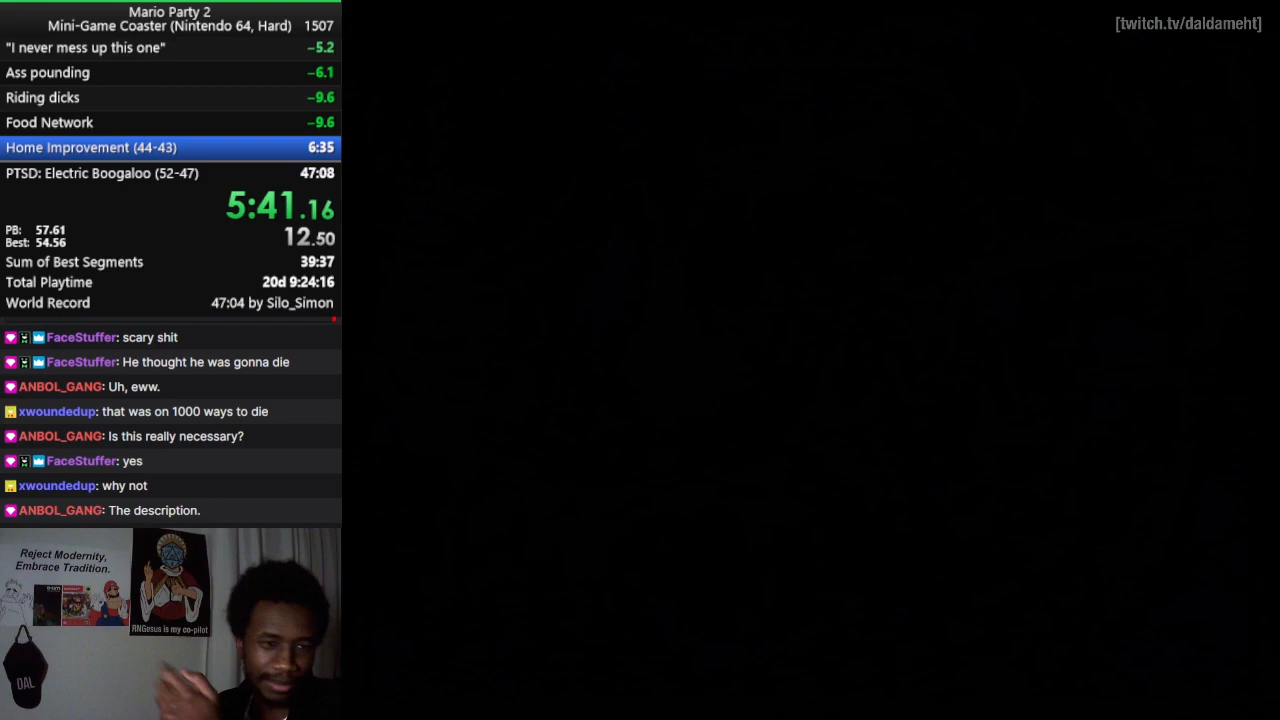 Mario Party 2
Mini-Game Coaster (Nintendo 64, Hard) 1507
"I never mess up this one" −5.2
Ass pounding −6.1
Riding dicks −9.6
Food Network −9.6
Home Improvement (44-43) 6:35
PTSD: Electric Boogaloo (52-47) 47:08
5:41.16
PB: 57.61
Best: 54.56
12.50
Sum of Best Segments 39:37
Total Playtime 20d 9:24:16
World Record 47:04 by Silo_Simon
FaceStuffer: scary shit
FaceStuffer: He thought he was gonna die
ANBOL_GANG: Uh, eww.
xwoundedup: that was on 1000 ways to die
ANBOL_GANG: Is this really necessary?
FaceStuffer: yes
xwoundedup: why not
ANBOL_GANG: The description.
Reject Modernity,
Embrace Tradition.
RNGesus is my co-pilot
DAL
[twitch.tv/daldameht]